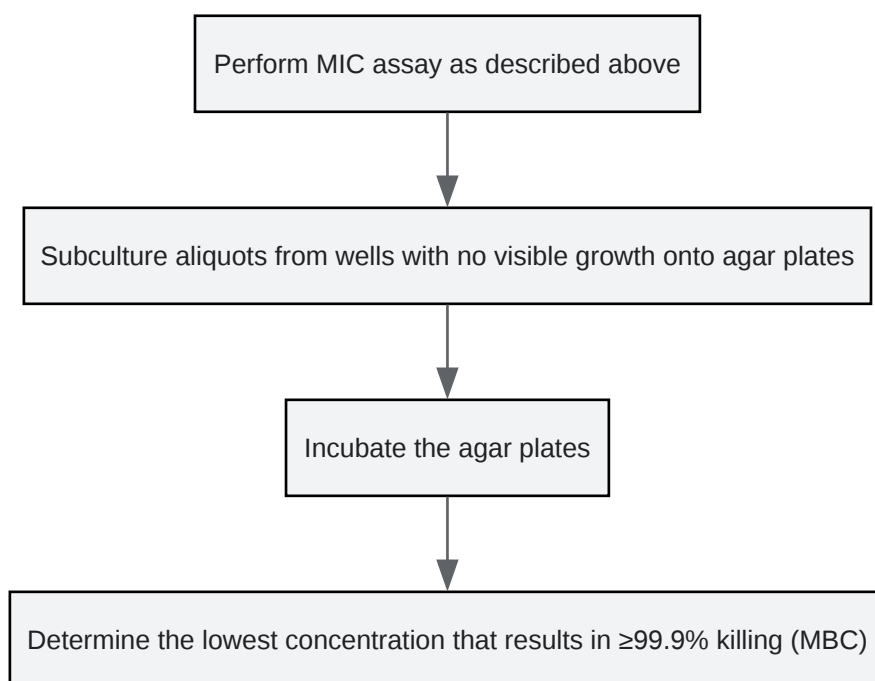 Perform MIC assay as described above
Subculture aliquots from wells with no visible growth onto agar plates
Incubate the agar plates
Determine the lowest concentration that results in ≥99.9% killing (MBC)